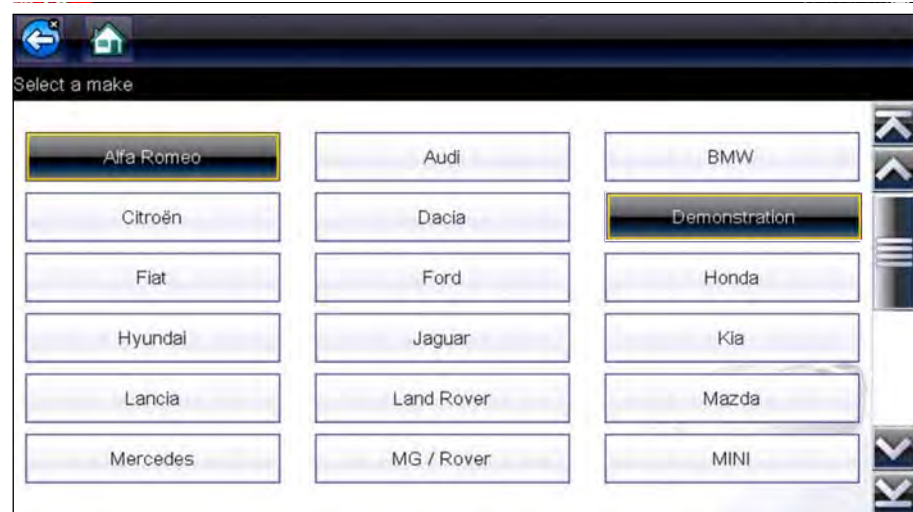 Select a make
Alfa Romeo Audi BMW
Citroën Dacia Demonstration
Fiat Ford Honda
Hyundai Jaguar Kia
Lancia Land Rover Mazda
Mercedes MG / Rover MINI